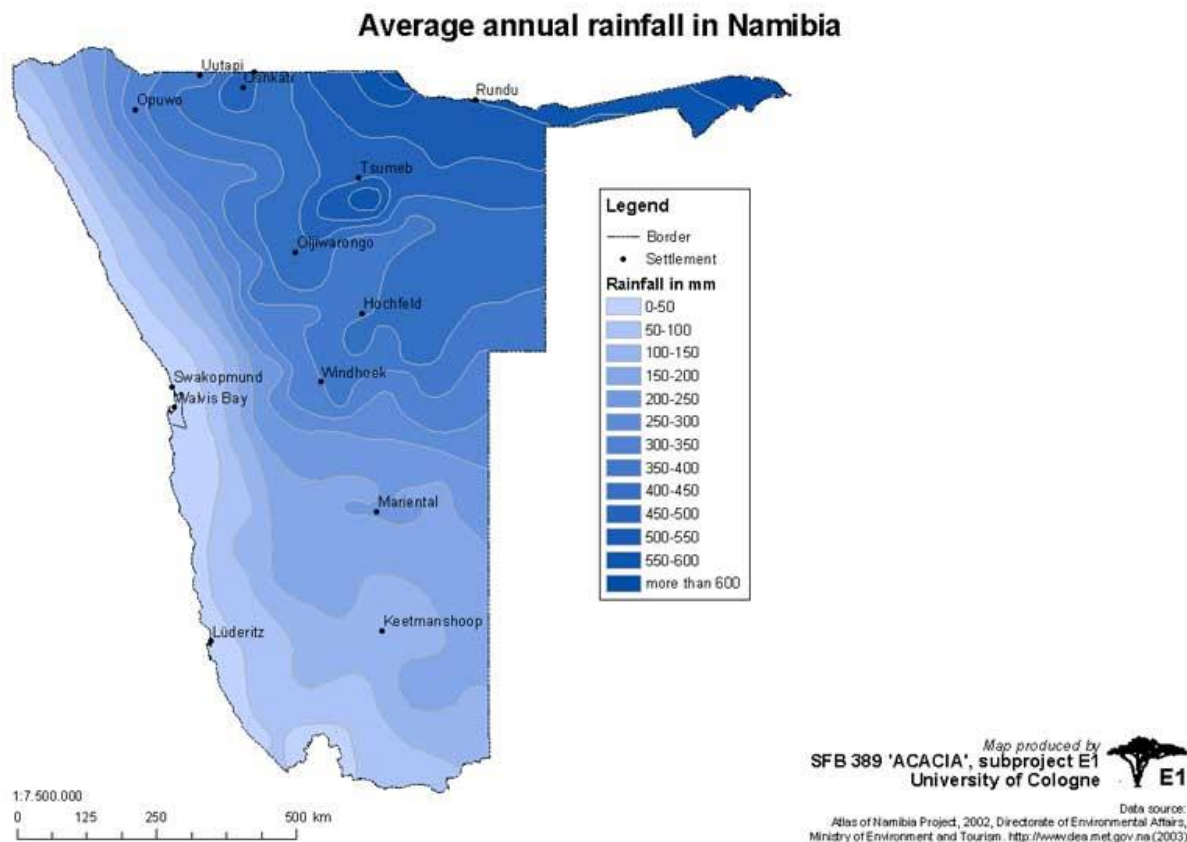 Average annual rainfall in Namibia
Uutapi
Oshkati
Opuwo
Rundu
Tsumeb
Otjiwarongo
Hochfeld
Windhoek
Swakopmund
Walvis Bay
Mariental
Keetmanshoop
Lüderitz
Legend
Border
Settlement
Rainfall in mm
0-50
50-100
100-150
150-200
200-250
250-300
300-350
350-400
400-450
450-500
500-550
550-600
more than 600
1:7.500.000
0 125 250 500 km
Map produced by
SFB 389 'ACACIA', subproject E1
University of Cologne
E1
Data source:
Atlas of Namibia Project, 2002, Directorate of Environmental Affairs,
Ministry of Environment and Tourism. http://www.dea.met.gov.na (2003)